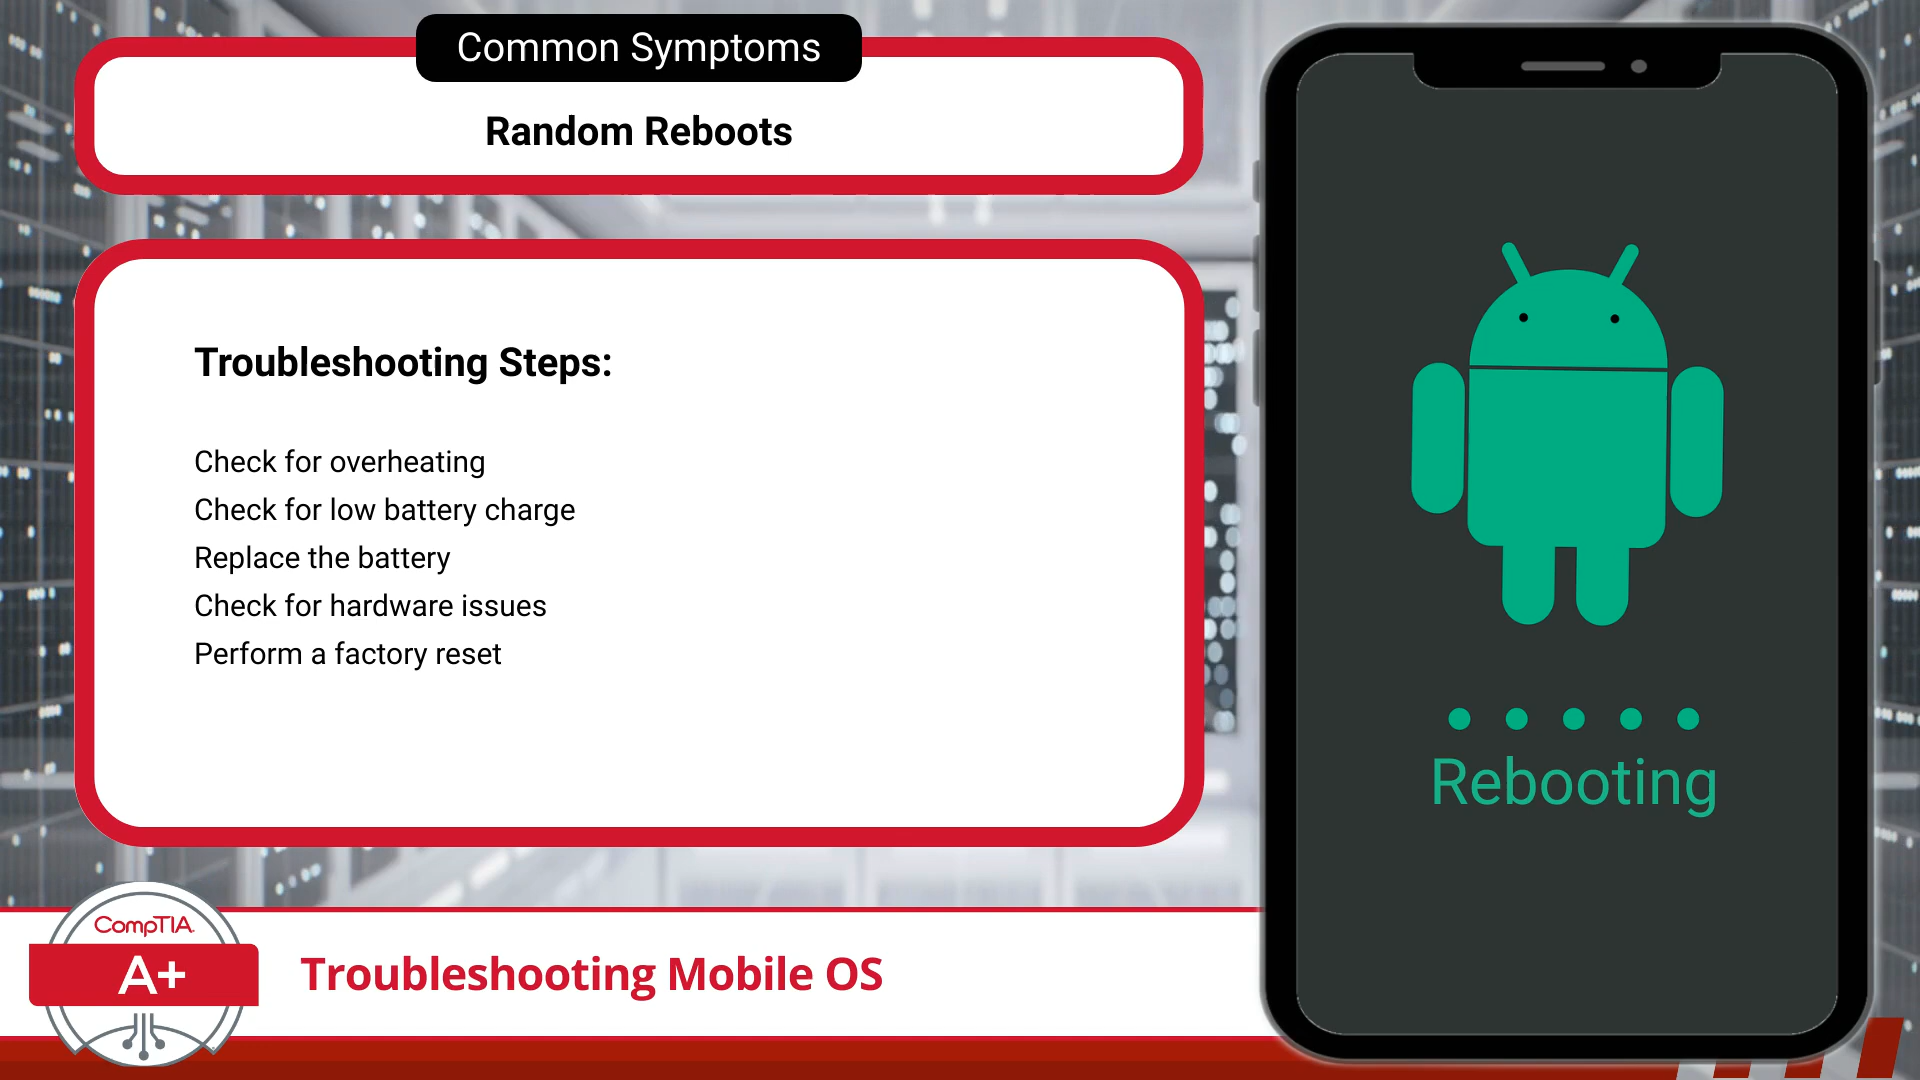 Common Symptoms
Random Reboots
Troubleshooting Steps:
Check for overheating
Check for low battery charge
Replace the battery
Check for hardware issues
Perform a factory reset
Rebooting
CompTIA.
A+
Troubleshooting Mobile OS